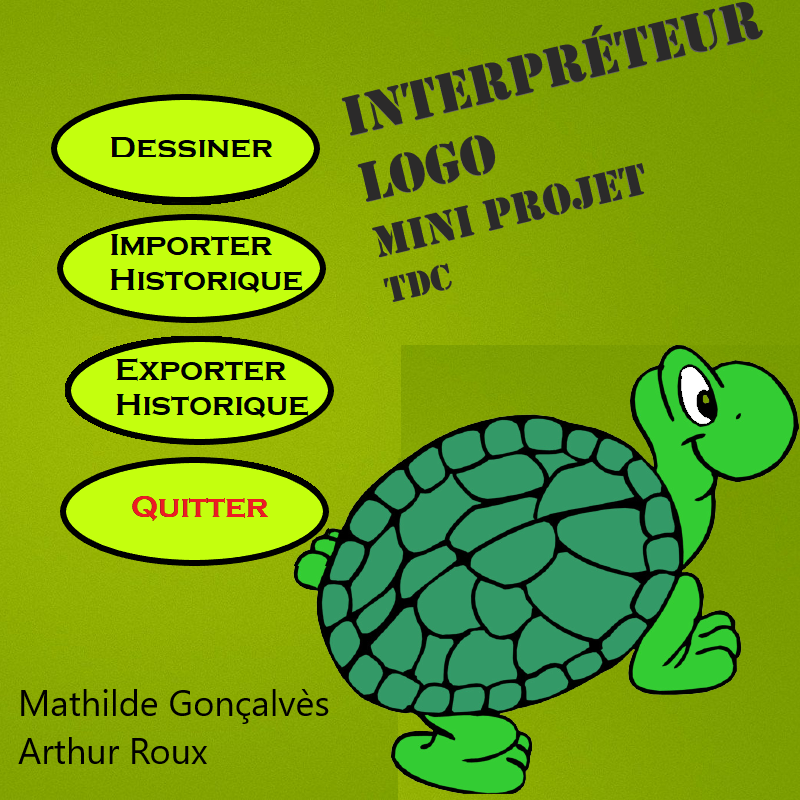 INTERPRÉTEUR
LOGO
MINI PROJET
TDC
DESSINER
IMPORTER
HISTORIQUE
EXPORTER
HISTORIQUE
QUITTER
Mathilde Gonçalvès
Arthur Roux